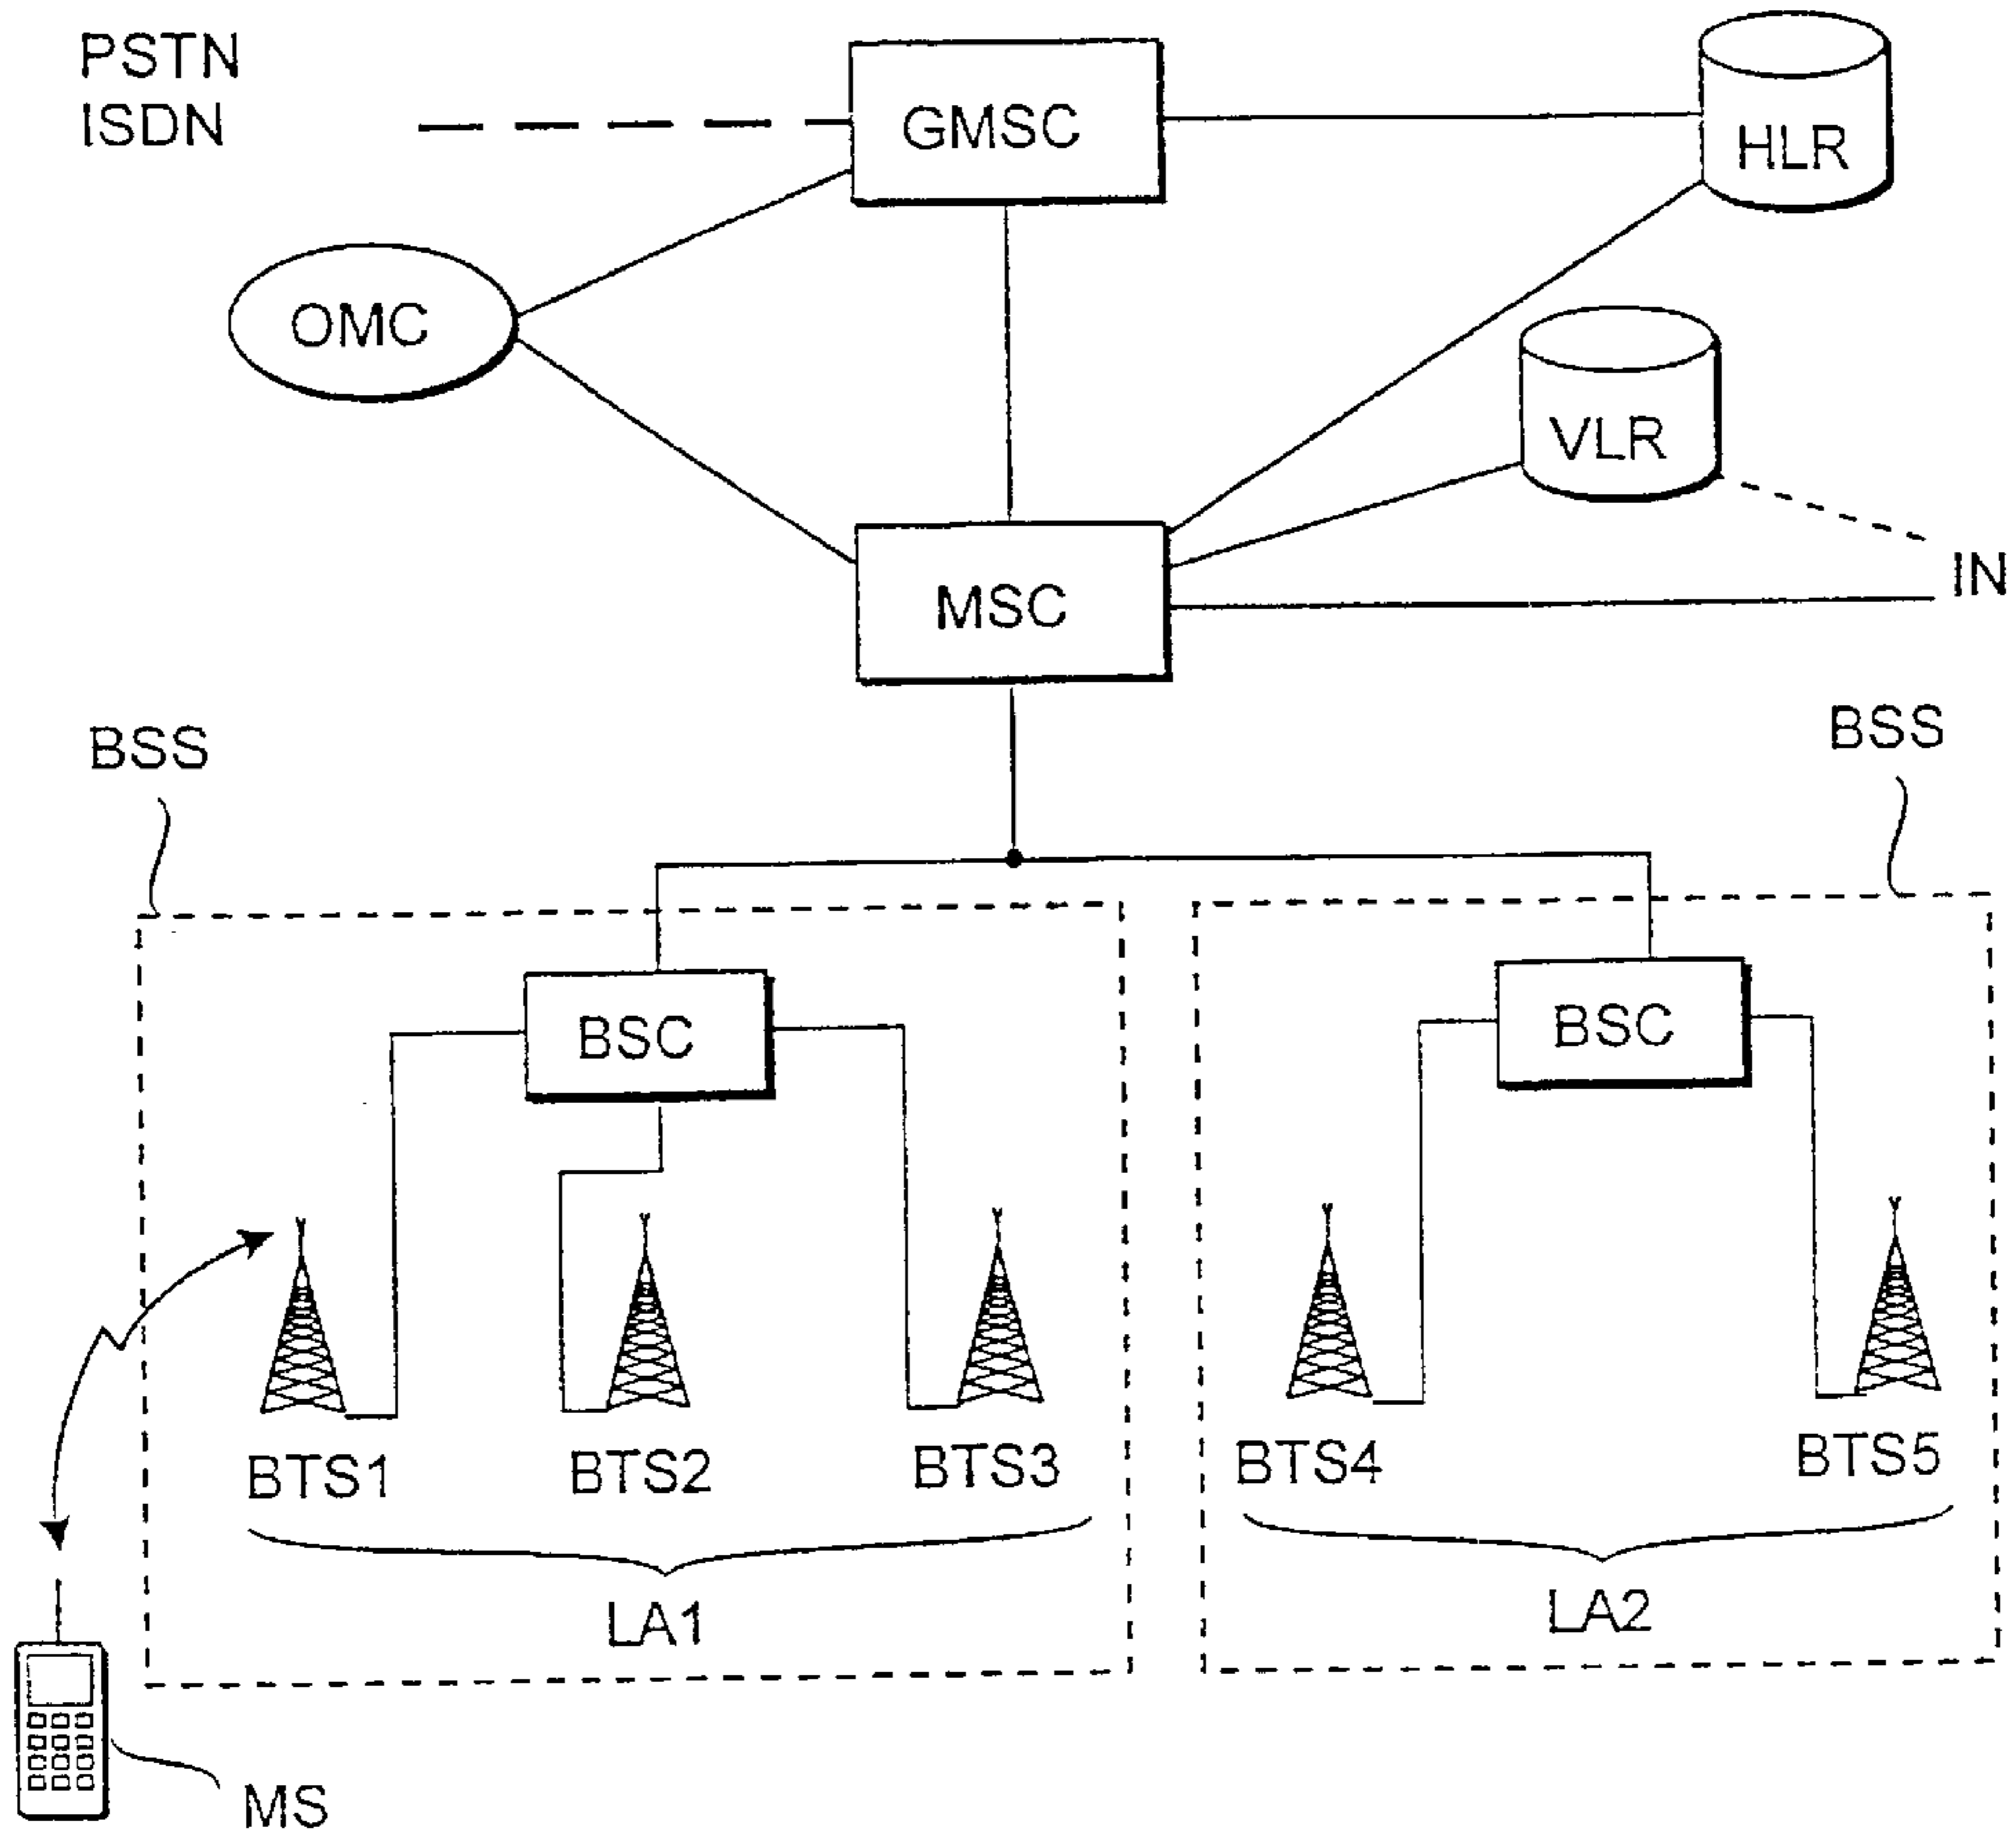 PSTN
ISDN
GMSC
HLR
OMC
VLR
IN
MSC
BSS
BSS
BSC
BSC
BTS1
BTS2
BTS3
BTS4
BTS5
LA1
LA2
MS